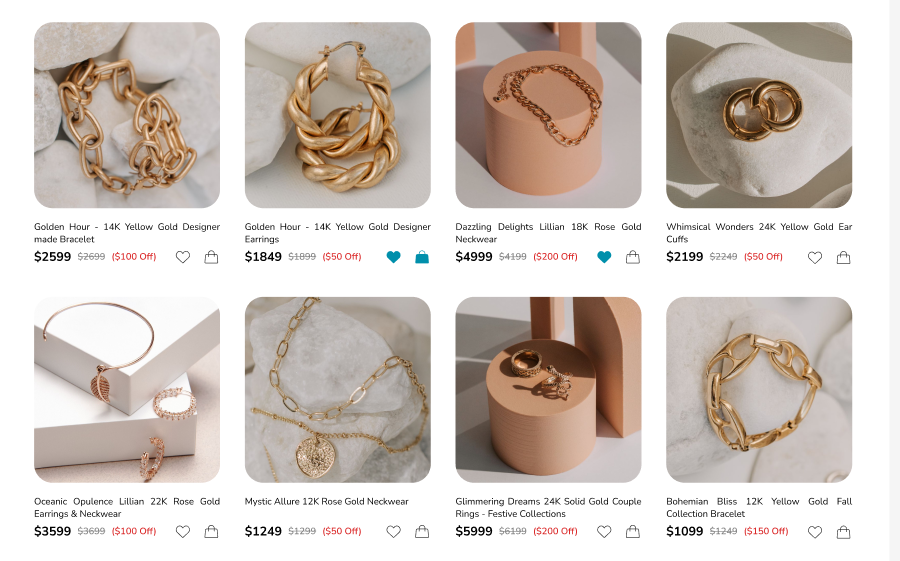 Golden Hour - 14K Yellow Gold Designer
made Bracelet
$2599 $2699 ($100 Off)
Golden Hour - 14K Yellow Gold Designer
Earrings
$1849 $1899 ($50 Off)
Dazzling Delights Lillian 18K Rose Gold
Neckwear
$4999 $4199 ($200 Off)
Whimsical Wonders 24K Yellow Gold Ear
Cuffs
$2199 $2249 ($50 Off)
Oceanic Opulence Lillian 22K Rose Gold
Earrings & Neckwear
$3599 $3699 ($100 Off)
Mystic Allure 12K Rose Gold Neckwear
$1249 $1299 ($50 Off)
Glimmering Dreams 24K Solid Gold Couple
Rings - Festive Collections
$5999 $6199 ($200 Off)
Bohemian Bliss 12K Yellow Gold Fall
Collection Bracelet
$1099 $1249 ($150 Off)